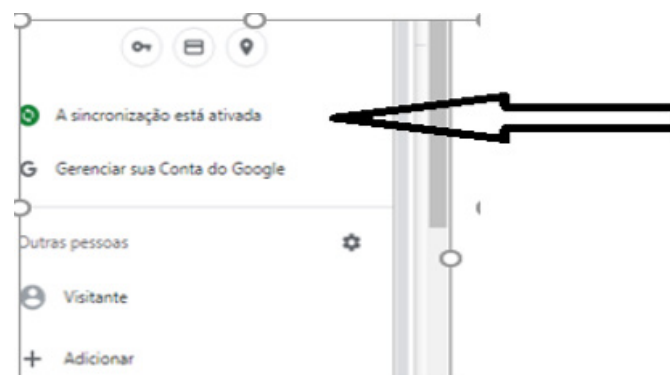 A sincronização está ativada
G Gerenciar sua Conta do Google
Outras pessoas
Visitante
Adicionar